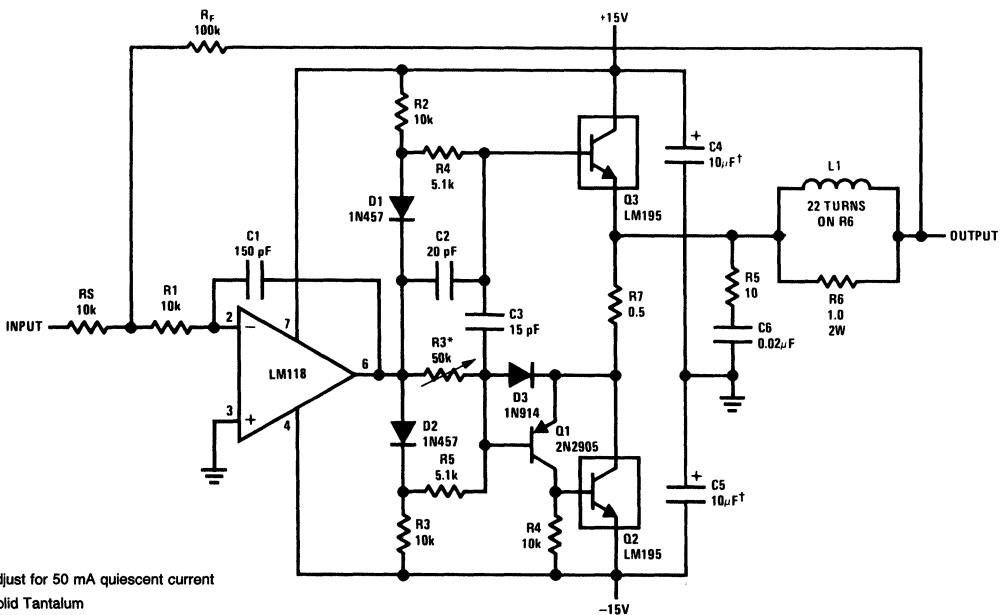 R_F
100k
+15V
R2
10k
R4
5.1k
D1
1N457
Q3
LM195
+
C4
10μF†
L1
22 TURNS
ON R6
OUTPUT
C1
150 pF
C2
20 pF
RS
10k
R1
10k
INPUT
2
−
7
C3
15 pF
R7
0.5
R5
10
R6
1.0
2W
C6
0.02μF
LM118
6
R3*
50k
D3
1N914
3
+
4
D2
1N457
Q1
2N2905
R5
5.1k
+
C5
10μF†
R3
10k
R4
10k
Q2
LM195
−15V
djust for 50 mA quiescent current
olid Tantalum